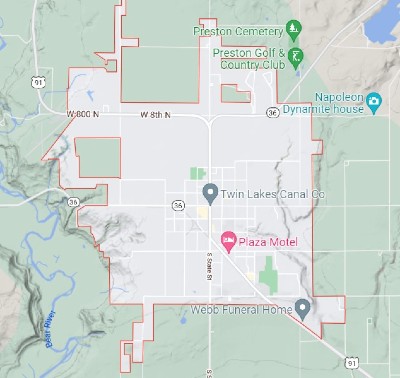 Preston Cemetery
Preston Golf &
Country Club
91
91
Napoleon
Dynamite house
W 800 N
W 8th N
36
Twin Lakes Canal Co
36
36
Plaza Motel
S State St
Webb Funeral Home
Bear River